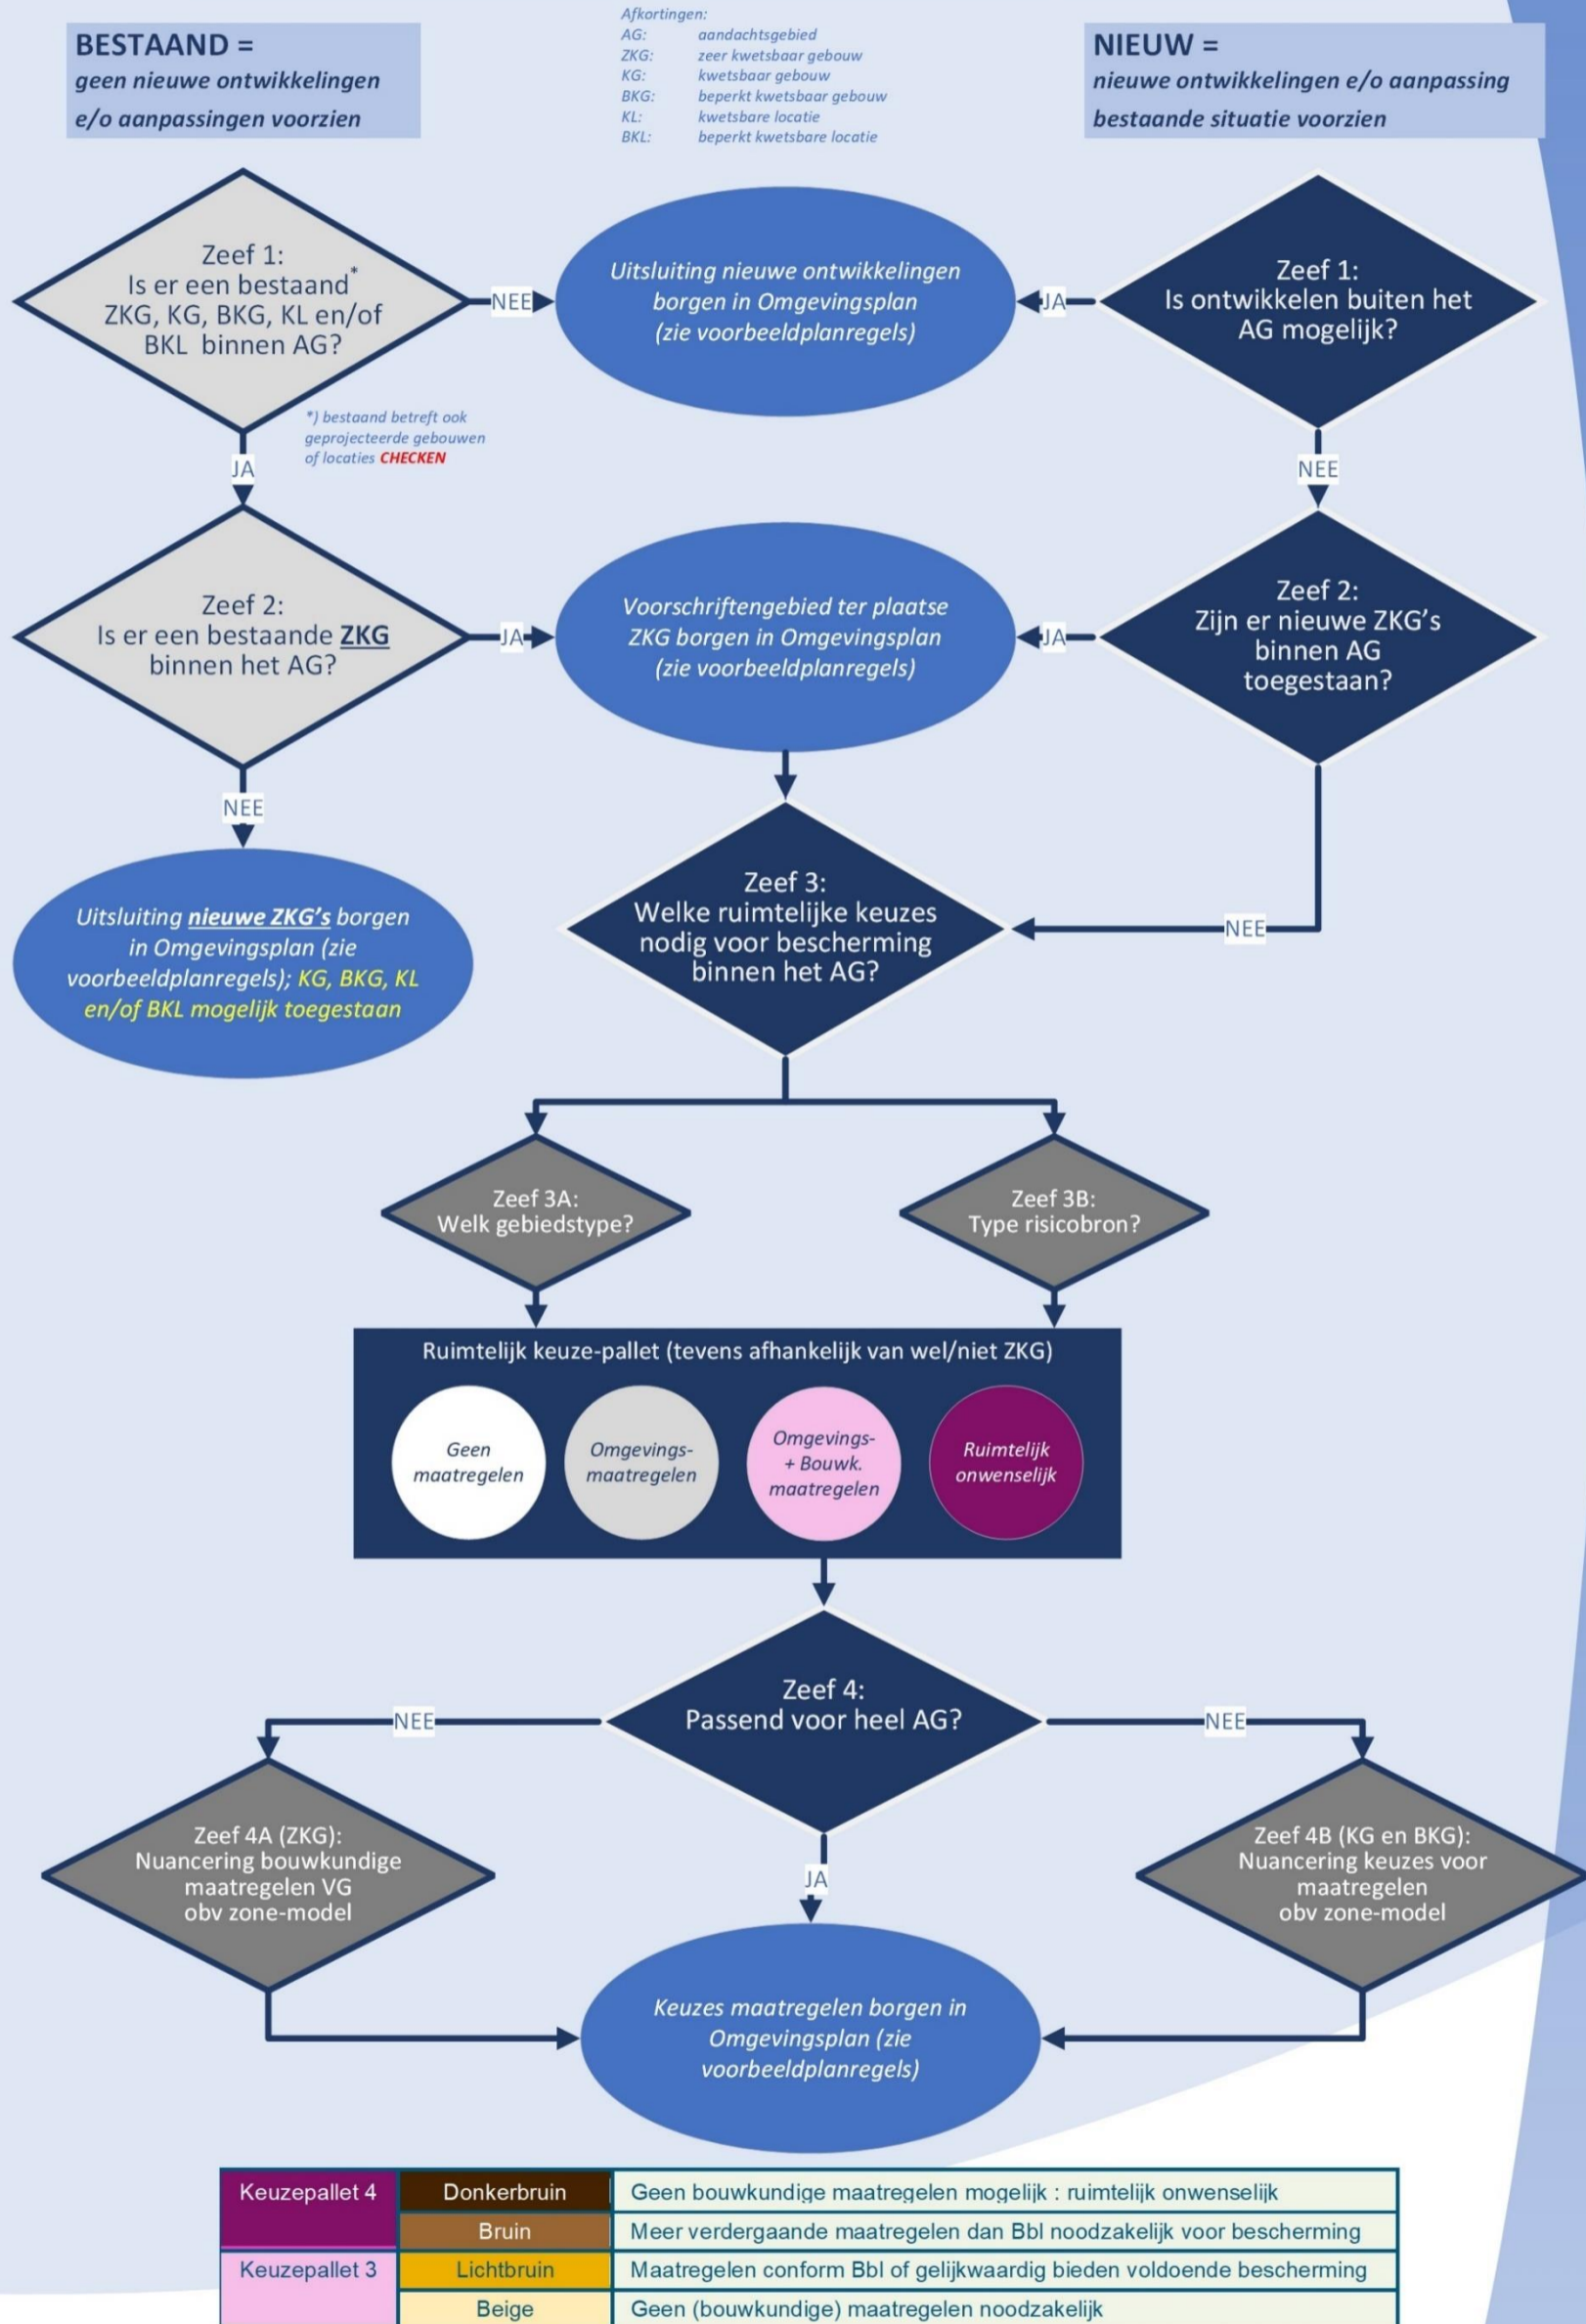 BESTAAND =
geen nieuwe ontwikkelingen
e/o aanpassingen voorzien
Afkortingen:
AG: aandachtsgebied
ZKG: zeer kwetsbaar gebouw
KG: kwetsbaar gebouw
BKG: beperkt kwetsbaar gebouw
KL: kwetsbare locatie
BKL: beperkt kwetsbare locatie
NIEUW =
nieuwe ontwikkelingen e/o aanpassing
bestaande situatie voorzien
Zeef 1:
Is er een bestaand*
ZKG, KG, BKG, KL en/of
BKL binnen AG?
NEE
Uitsluiting nieuwe ontwikkelingen
borgen in Omgevingsplan
(zie voorbeeldplanregels)
JA
Zeef 1:
Is ontwikkelen buiten het
AG mogelijk?
*) bestaand betreft ook
geprojecteerde gebouwen
of locaties CHECKEN
JA
NEE
Zeef 2:
Is er een bestaande ZKG
binnen het AG?
JA
Voorschriftengebied ter plaatse
ZKG borgen in Omgevingsplan
(zie voorbeeldplanregels)
JA
Zeef 2:
Zijn er nieuwe ZKG's
binnen AG
toegestaan?
NEE
Uitsluiting nieuwe ZKG's borgen
in Omgevingsplan (zie
voorbeeldplanregels); KG, BKG, KL
en/of BKL mogelijk toegestaan
Zeef 3:
Welke ruimtelijke keuzes
nodig voor bescherming
binnen het AG?
NEE
Zeef 3A:
Welk gebiedstype?
Zeef 3B:
Type risicobron?
Ruimtelijk keuze-pallet (tevens afhankelijk van wel/niet ZKG)
Geen
maatregelen
Omgevings-
maatregelen
Omgevings-
+ Bouwk.
maatregelen
Ruimtelijk
onwenselijk
Zeef 4:
Passend voor heel AG?
NEE
NEE
Zeef 4A (ZKG):
Nuancering bouwkundige
maatregelen VG
obv zone-model
JA
Zeef 4B (KG en BKG):
Nuancering keuzes voor
maatregelen
obv zone-model
Keuzes maatregelen borgen in
Omgevingsplan (zie
voorbeeldplanregels)
Keuzepallet 4 Donkerbruin Geen bouwkundige maatregelen mogelijk : ruimtelijk onwenselijk
Bruin Meer verdergaande maatregelen dan Bbl noodzakelijk voor bescherming
Keuzepallet 3 Lichtbruin Maatregelen conform Bbl of gelijkwaardig bieden voldoende bescherming
Beige Geen (bouwkundige) maatregelen noodzakelijk